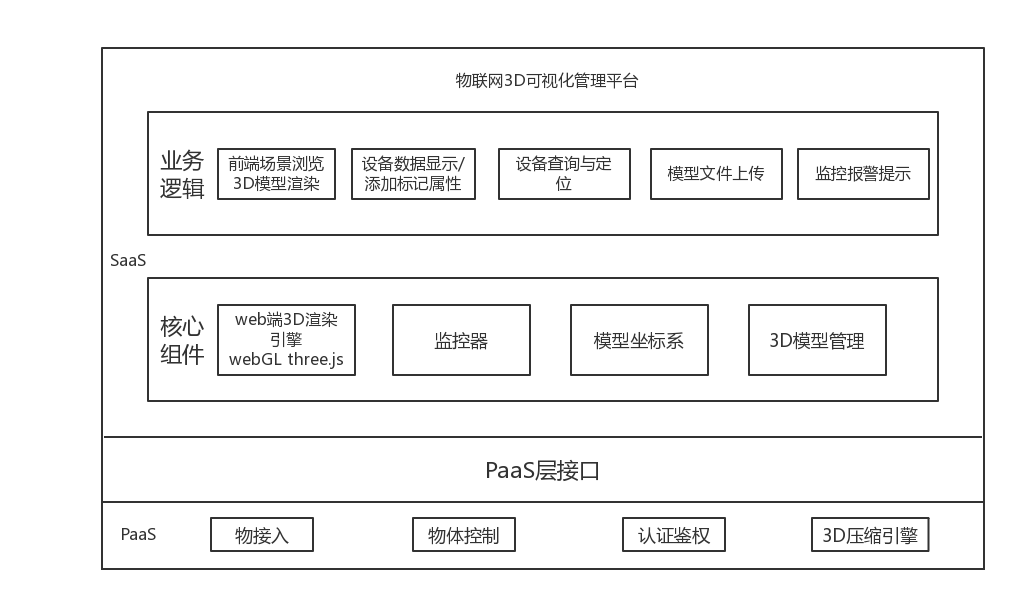 物联网3D可视化管理平台
业务
逻辑
前端场景浏览
3D模型渲染
设备数据显示/
添加标记属性
设备查询与定
位
模型文件上传
监控报警提示
SaaS
核心
组件
web端3D渲染
引擎
webGL three.js
监控器
模型坐标系
3D模型管理
PaaS层接口
PaaS
物接入
物体控制
认证鉴权
3D压缩引擎